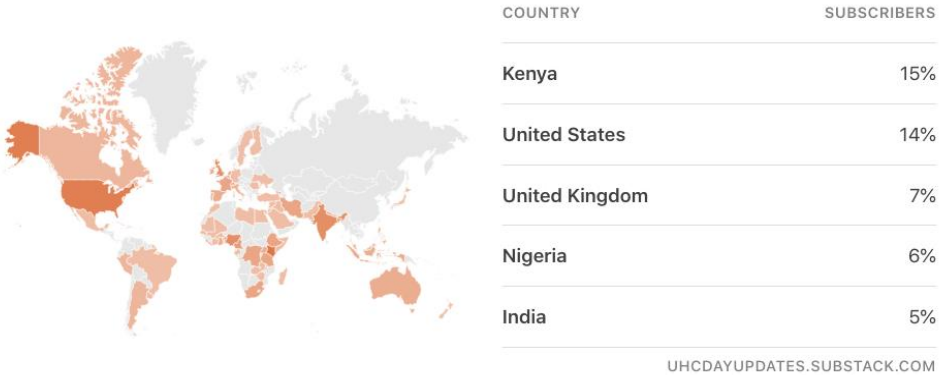 COUNTRY SUBSCRIBERS
Kenya 15%
United States 14%
United Kingdom 7%
Nigeria 6%
India 5%
UHCDAYUPDATES.SUBSTACK.COM